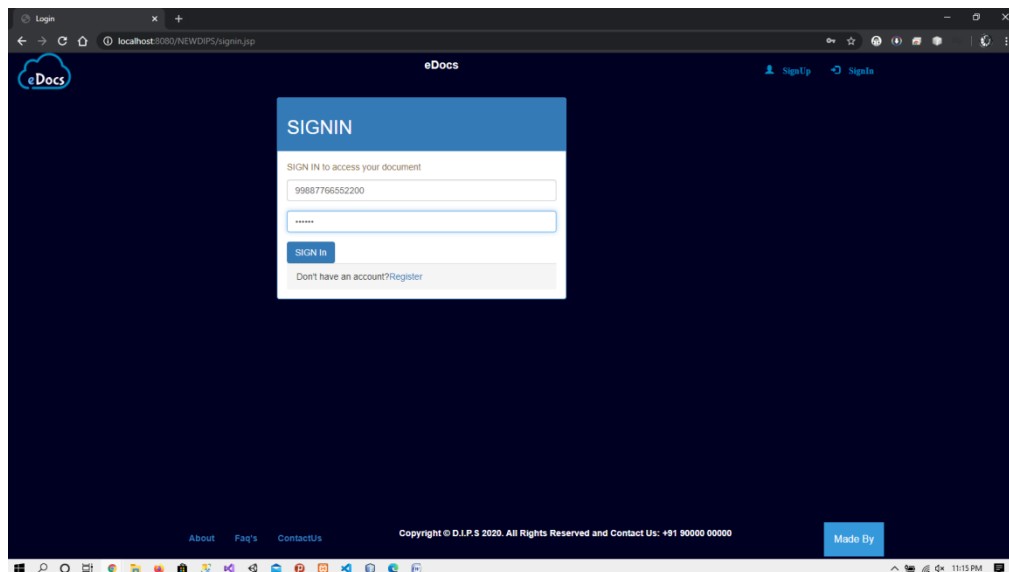 Login
localhost:8080/NEWDIPS/signin.jsp
eDocs
eDocs
SignUp SignIn
SIGNIN
SIGN IN to access your document
99887766552200
······
SIGN In
Don't have an account?Register
About Faq's ContactUs
Copyright © D.I.P.S 2020. All Rights Reserved and Contact Us: +91 90000 00000
Made By
11:15 PM